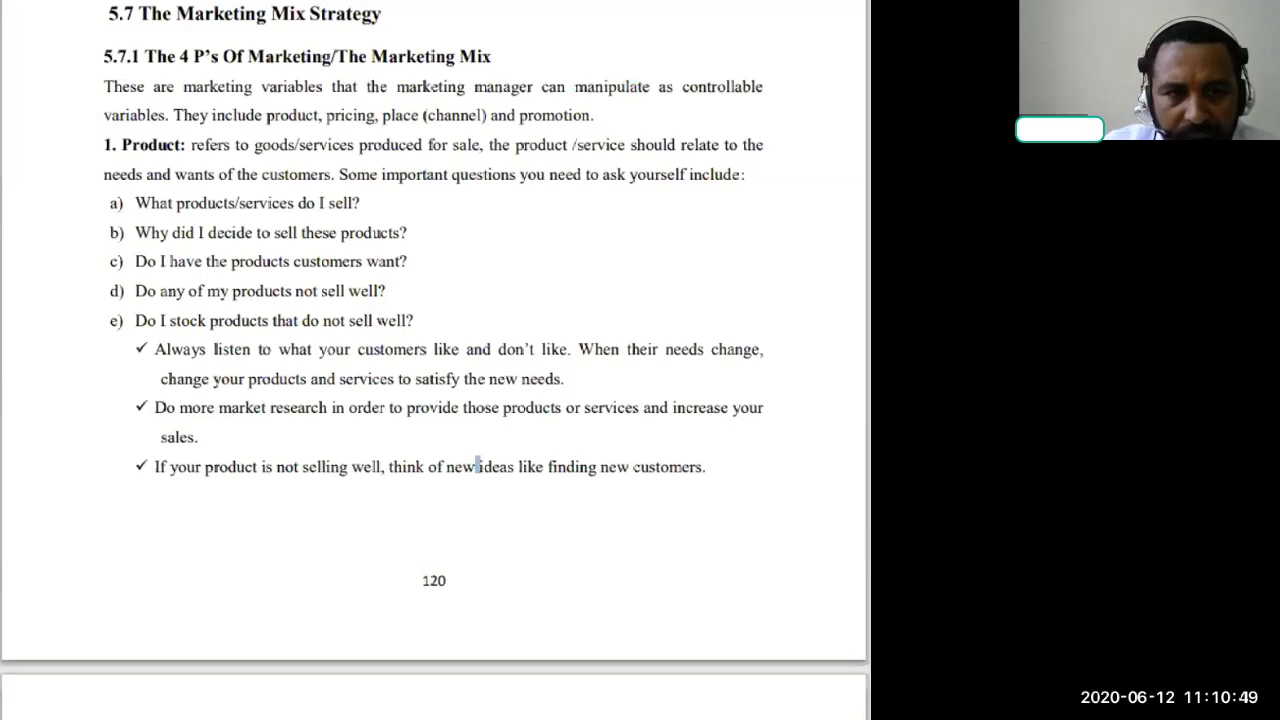 5.7 The Marketing Mix Strategy
5.7.1 The 4 P's Of Marketing/The Marketing Mix
These are marketing variables that the marketing manager can manipulate as controllable
variables. They include product, pricing, place (channel) and promotion.
1. Product: refers to goods/services produced for sale, the product /service should relate to the
needs and wants of the customers. Some important questions you need to ask yourself include:
a) What products/services do I sell?
b) Why did I decide to sell these products?
c) Do I have the products customers want?
d) Do any of my products not sell well?
e) Do I stock products that do not sell well?
✓ Always listen to what your customers like and don't like. When their needs change,
change your products and services to satisfy the new needs.
✓ Do more market research in order to provide those products or services and increase your
sales.
✓ If your product is not selling well, think of new ideas like finding new customers.
120
2020-06-12 11:10:49